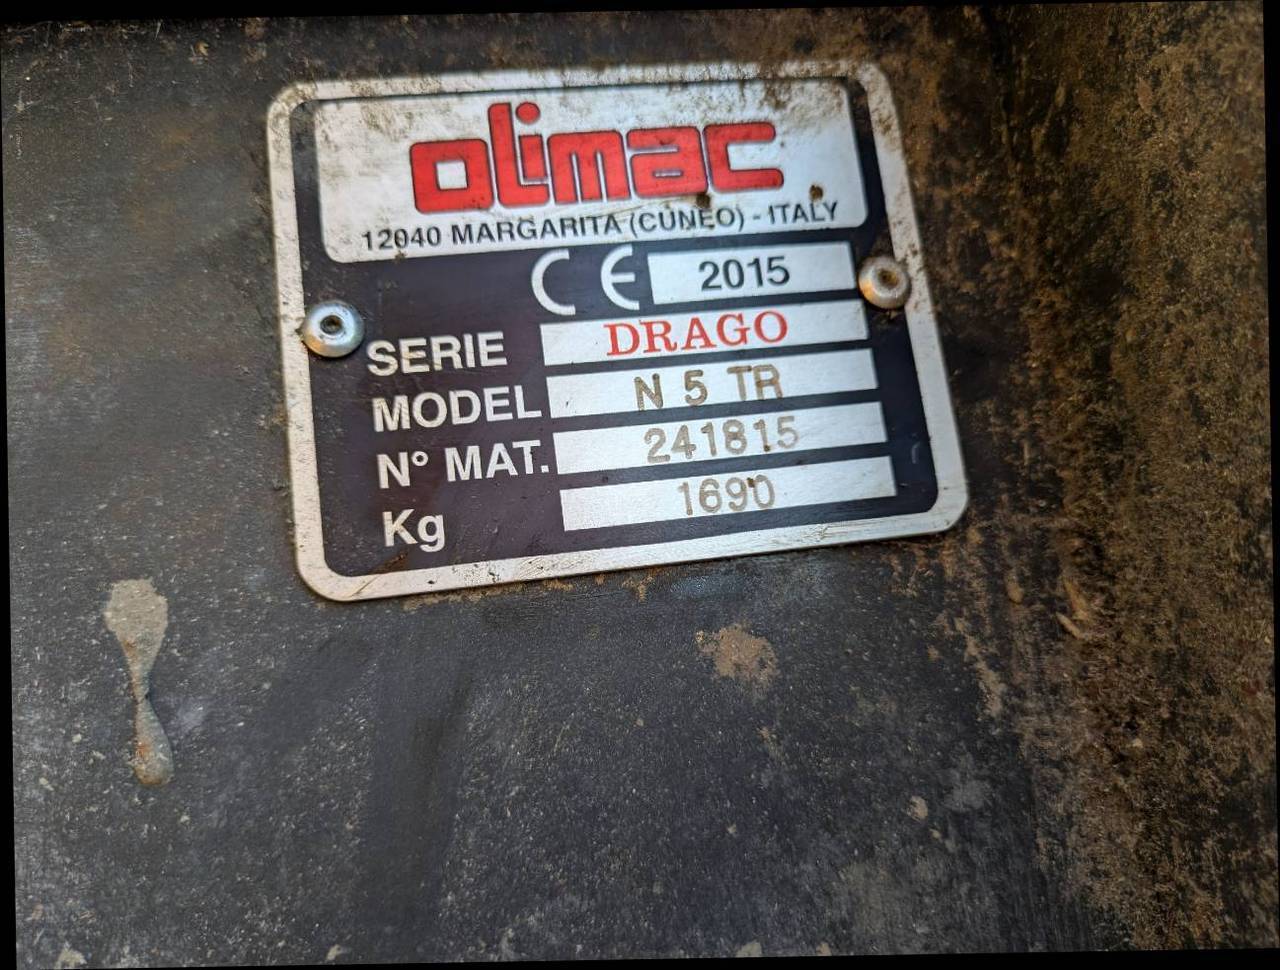 olimac
12040 MARGARITA (CUNEO) - ITALY
CE 2015
SERIE DRAGO
MODEL N 5 TR
N° MAT. 241815
Kg 1690